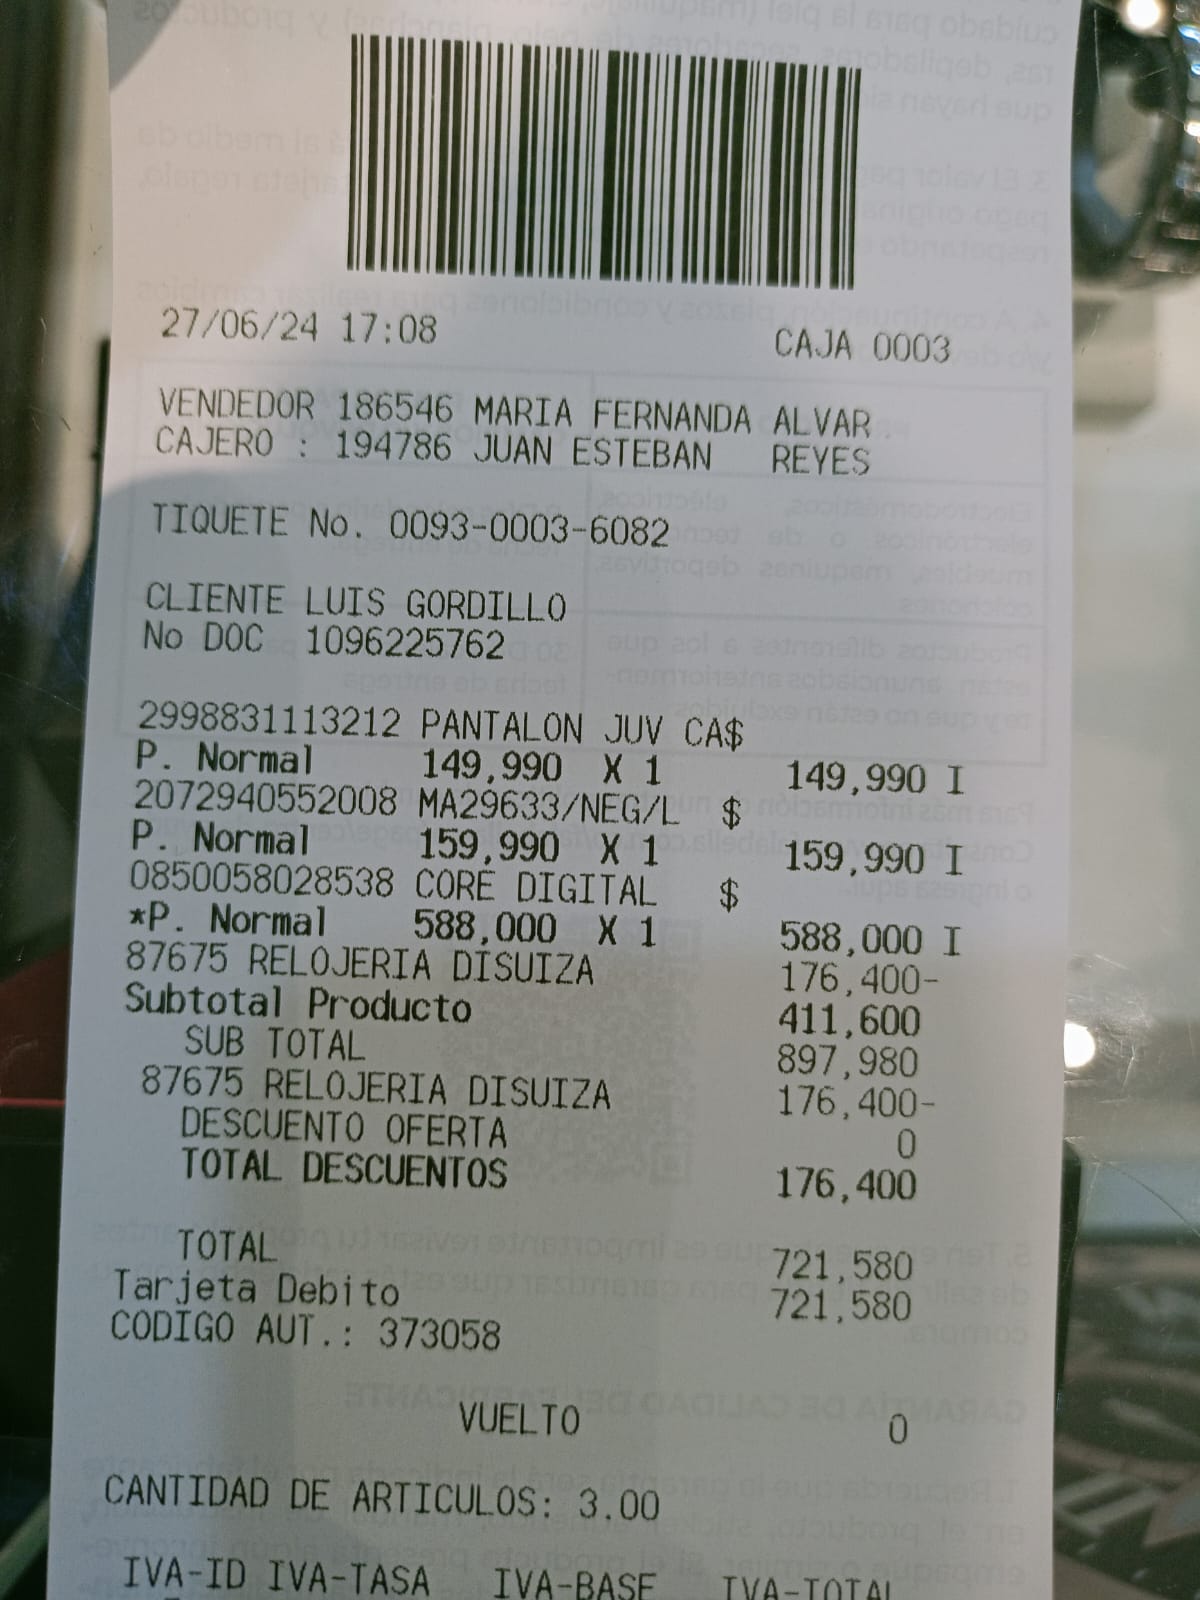 27/06/24 17:08 CAJA 0003
VENDEDOR 186546 MARIA FERNANDA ALVAR
CAJERO : 194786 JUAN ESTEBAN REYES
TIQUETE No. 0093-0003-6082
CLIENTE LUIS GORDILLO
No DOC 1096225762
2998831113212 PANTALON JUV CA$
P. Normal 149,990 X 1 149,990 I
2072940552008 MA29633/NEG/L $
P. Normal 159,990 X 1 159,990 I
0850058028538 CORE DIGITAL $
*P. Normal 588,000 X 1 588,000 I
87675 RELOJERIA DISUIZA 176,400-
Subtotal Producto 411,600
SUB TOTAL 897,980
87675 RELOJERIA DISUIZA 176,400-
DESCUENTO OFERTA 0
TOTAL DESCUENTOS 176,400
TOTAL 721,580
Tarjeta Debito 721,580
CODIGO AUT.: 373058
VUELTO 0
CANTIDAD DE ARTICULOS: 3.00
IVA-ID IVA-TASA IVA-BASE IVA-TOTAL